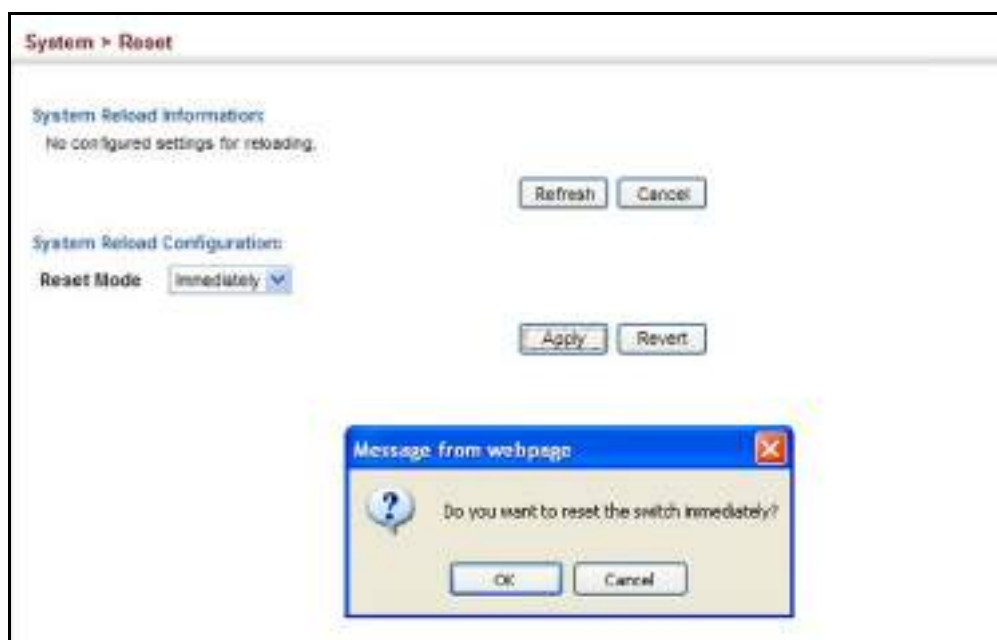 System > Reset
System Reload Information:
No configured settings for reloading.
Refresh Cancel
System Reload Configuration:
Reset Mode Immediately
Apply Revert
Message from webpage
Do you want to reset the switch immediately?
OK Cancel